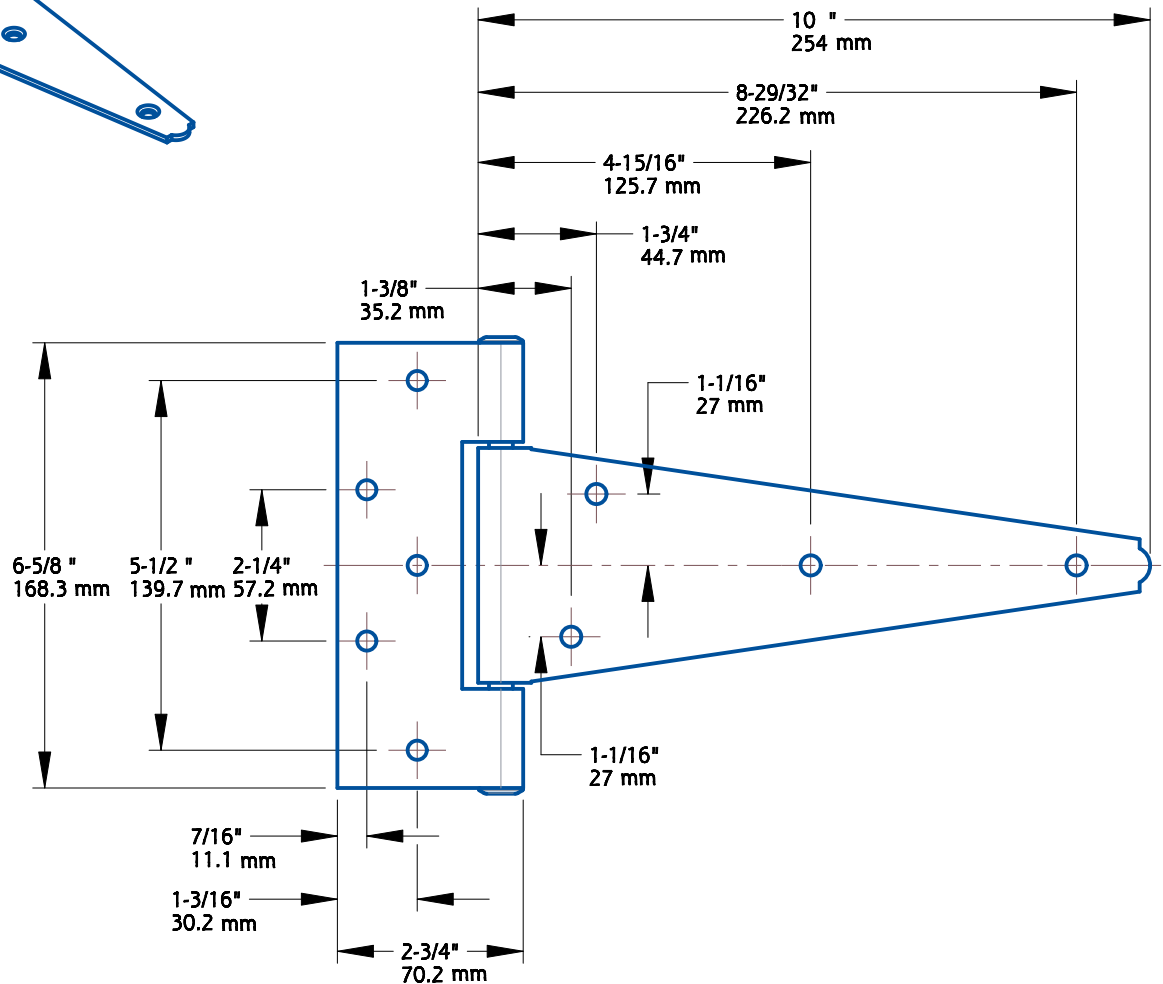 10 "
254 mm
8-29/32"
226.2 mm
4-15/16"
125.7 mm
1-3/4"
44.7 mm
1-3/8"
35.2 mm
1-1/16"
27 mm
6-5/8 "
168.3 mm
5-1/2 "
139.7 mm
2-1/4"
57.2 mm
1-1/16"
27 mm
7/16"
11.1 mm
1-3/16"
30.2 mm
2-3/4"
70.2 mm